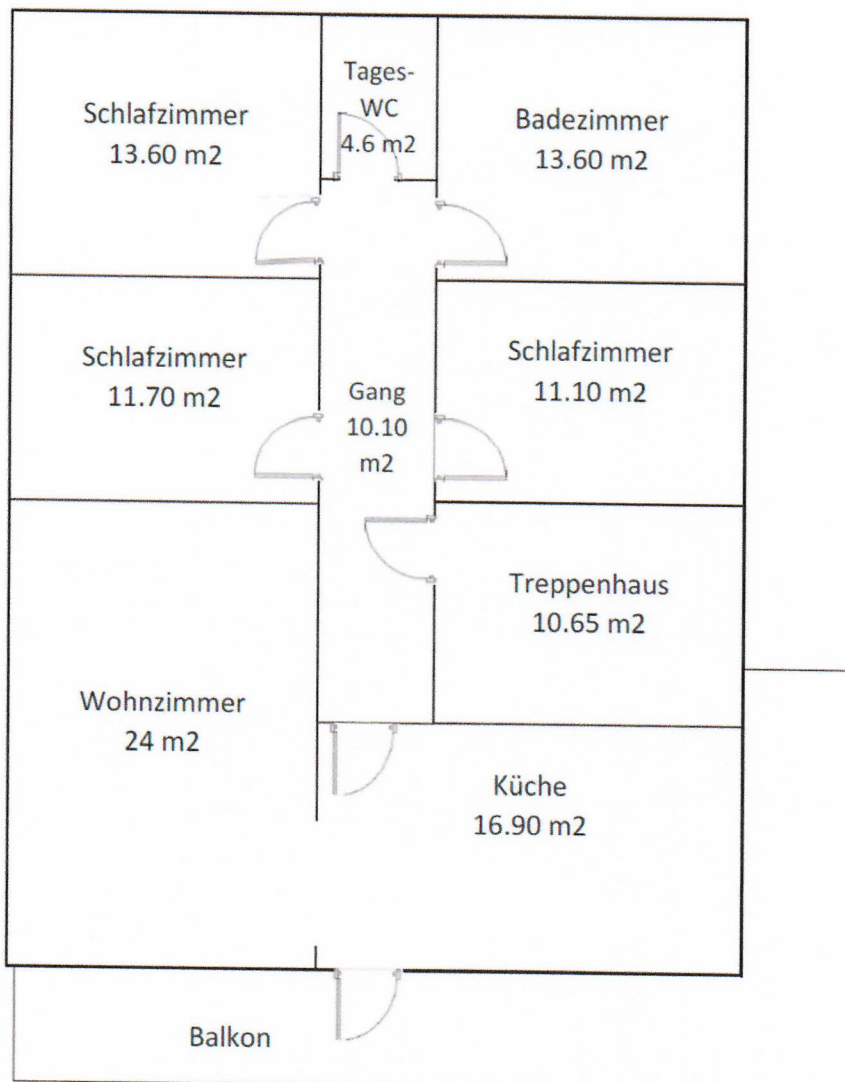 Schlafzimmer
13.60 m2
Tages-
WC
4.6 m2
Badezimmer
13.60 m2
Schlafzimmer
11.70 m2
Gang
10.10
m2
Schlafzimmer
11.10 m2
Treppenhaus
10.65 m2
Wohnzimmer
24 m2
Küche
16.90 m2
Balkon